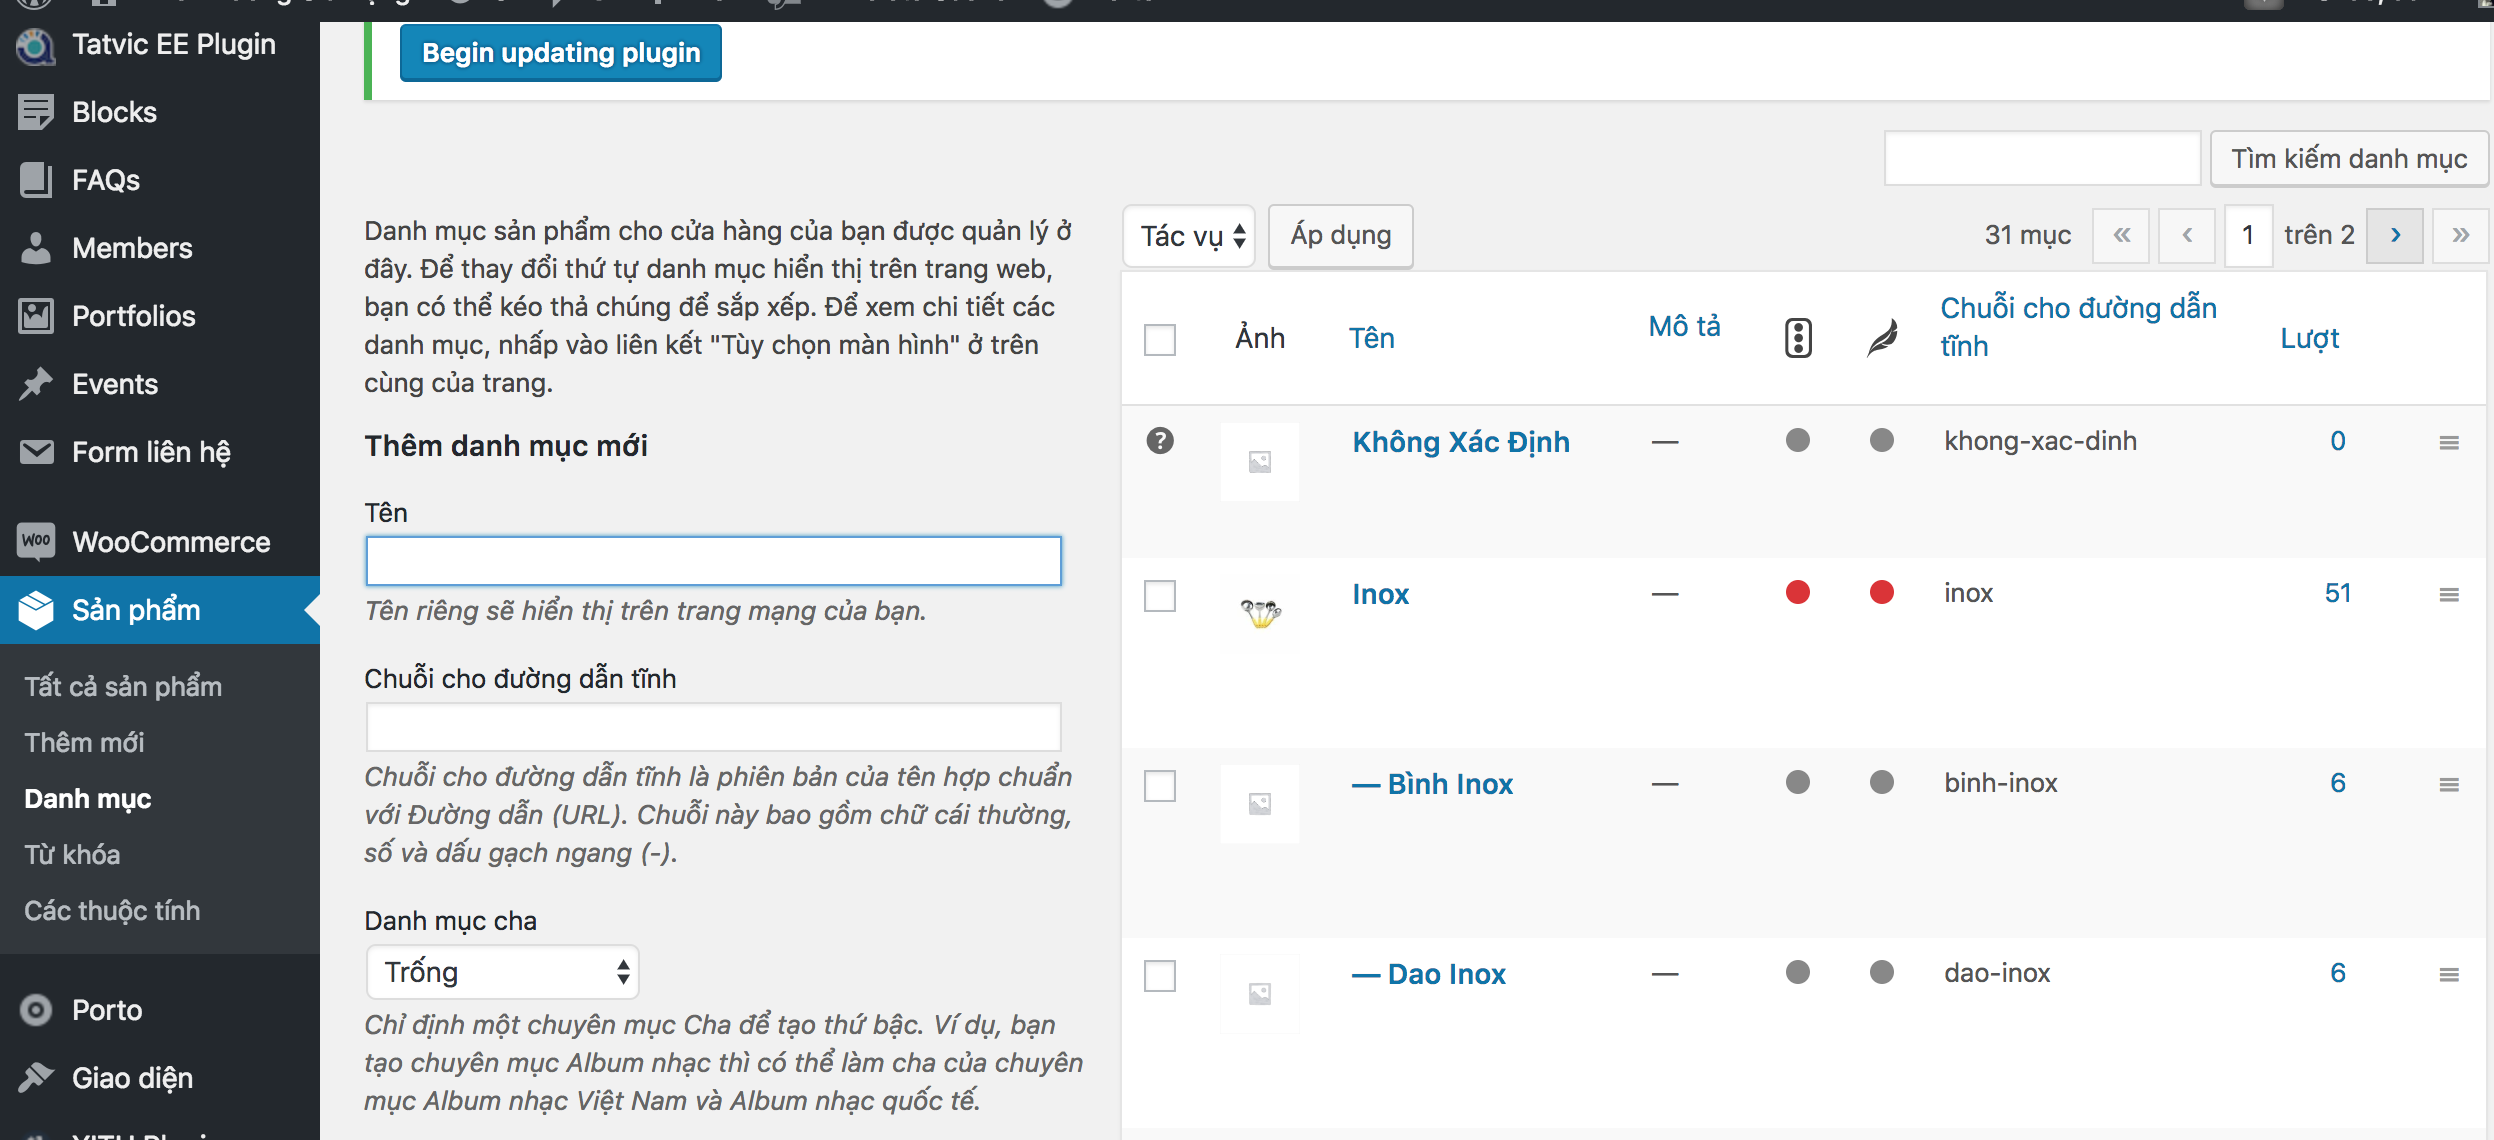 Tatvic EE Plugin
Blocks
FAQs
Members
Portfolios
Events
Form liên hệ
WOO
WooCommerce
Sản phẩm
Tất cả sản phẩm
Thêm mới
Danh mục
Từ khóa
Các thuộc tính
Porto
Giao diện
Begin updating plugin
Tìm kiếm danh mục
Danh mục sản phẩm cho cửa hàng của bạn được quản lý ở
đây. Để thay đổi thứ tự danh mục hiển thị trên trang web,
bạn có thể kéo thả chúng để sắp xếp. Để xem chi tiết các
danh mục, nhấp vào liên kết "Tùy chọn màn hình" ở trên
cùng của trang.
Thêm danh mục mới
Tên
Tên riêng sẽ hiển thị trên trang mạng của bạn.
Chuỗi cho đường dẫn tĩnh
Chuỗi cho đường dẫn tĩnh là phiên bản của tên hợp chuẩn
với Đường dẫn (URL). Chuỗi này bao gồm chữ cái thường,
số và dấu gạch ngang (-).
Danh mục cha
Trống
Chỉ định một chuyên mục Cha để tạo thứ bậc. Ví dụ, bạn
tạo chuyên mục Album nhạc thì có thể làm cha của chuyên
mục Album nhạc Việt Nam và Album nhạc quốc tế.
Tác vụ Áp dụng 31 mục « ‹ 1 trên 2 › »
Ảnh Tên Mô tả Chuỗi cho đường dẫn
tĩnh Lượt
? Không Xác Định — khong-xac-dinh 0
Inox — inox 51
— Bình Inox — binh-inox 6
— Dao Inox — dao-inox 6